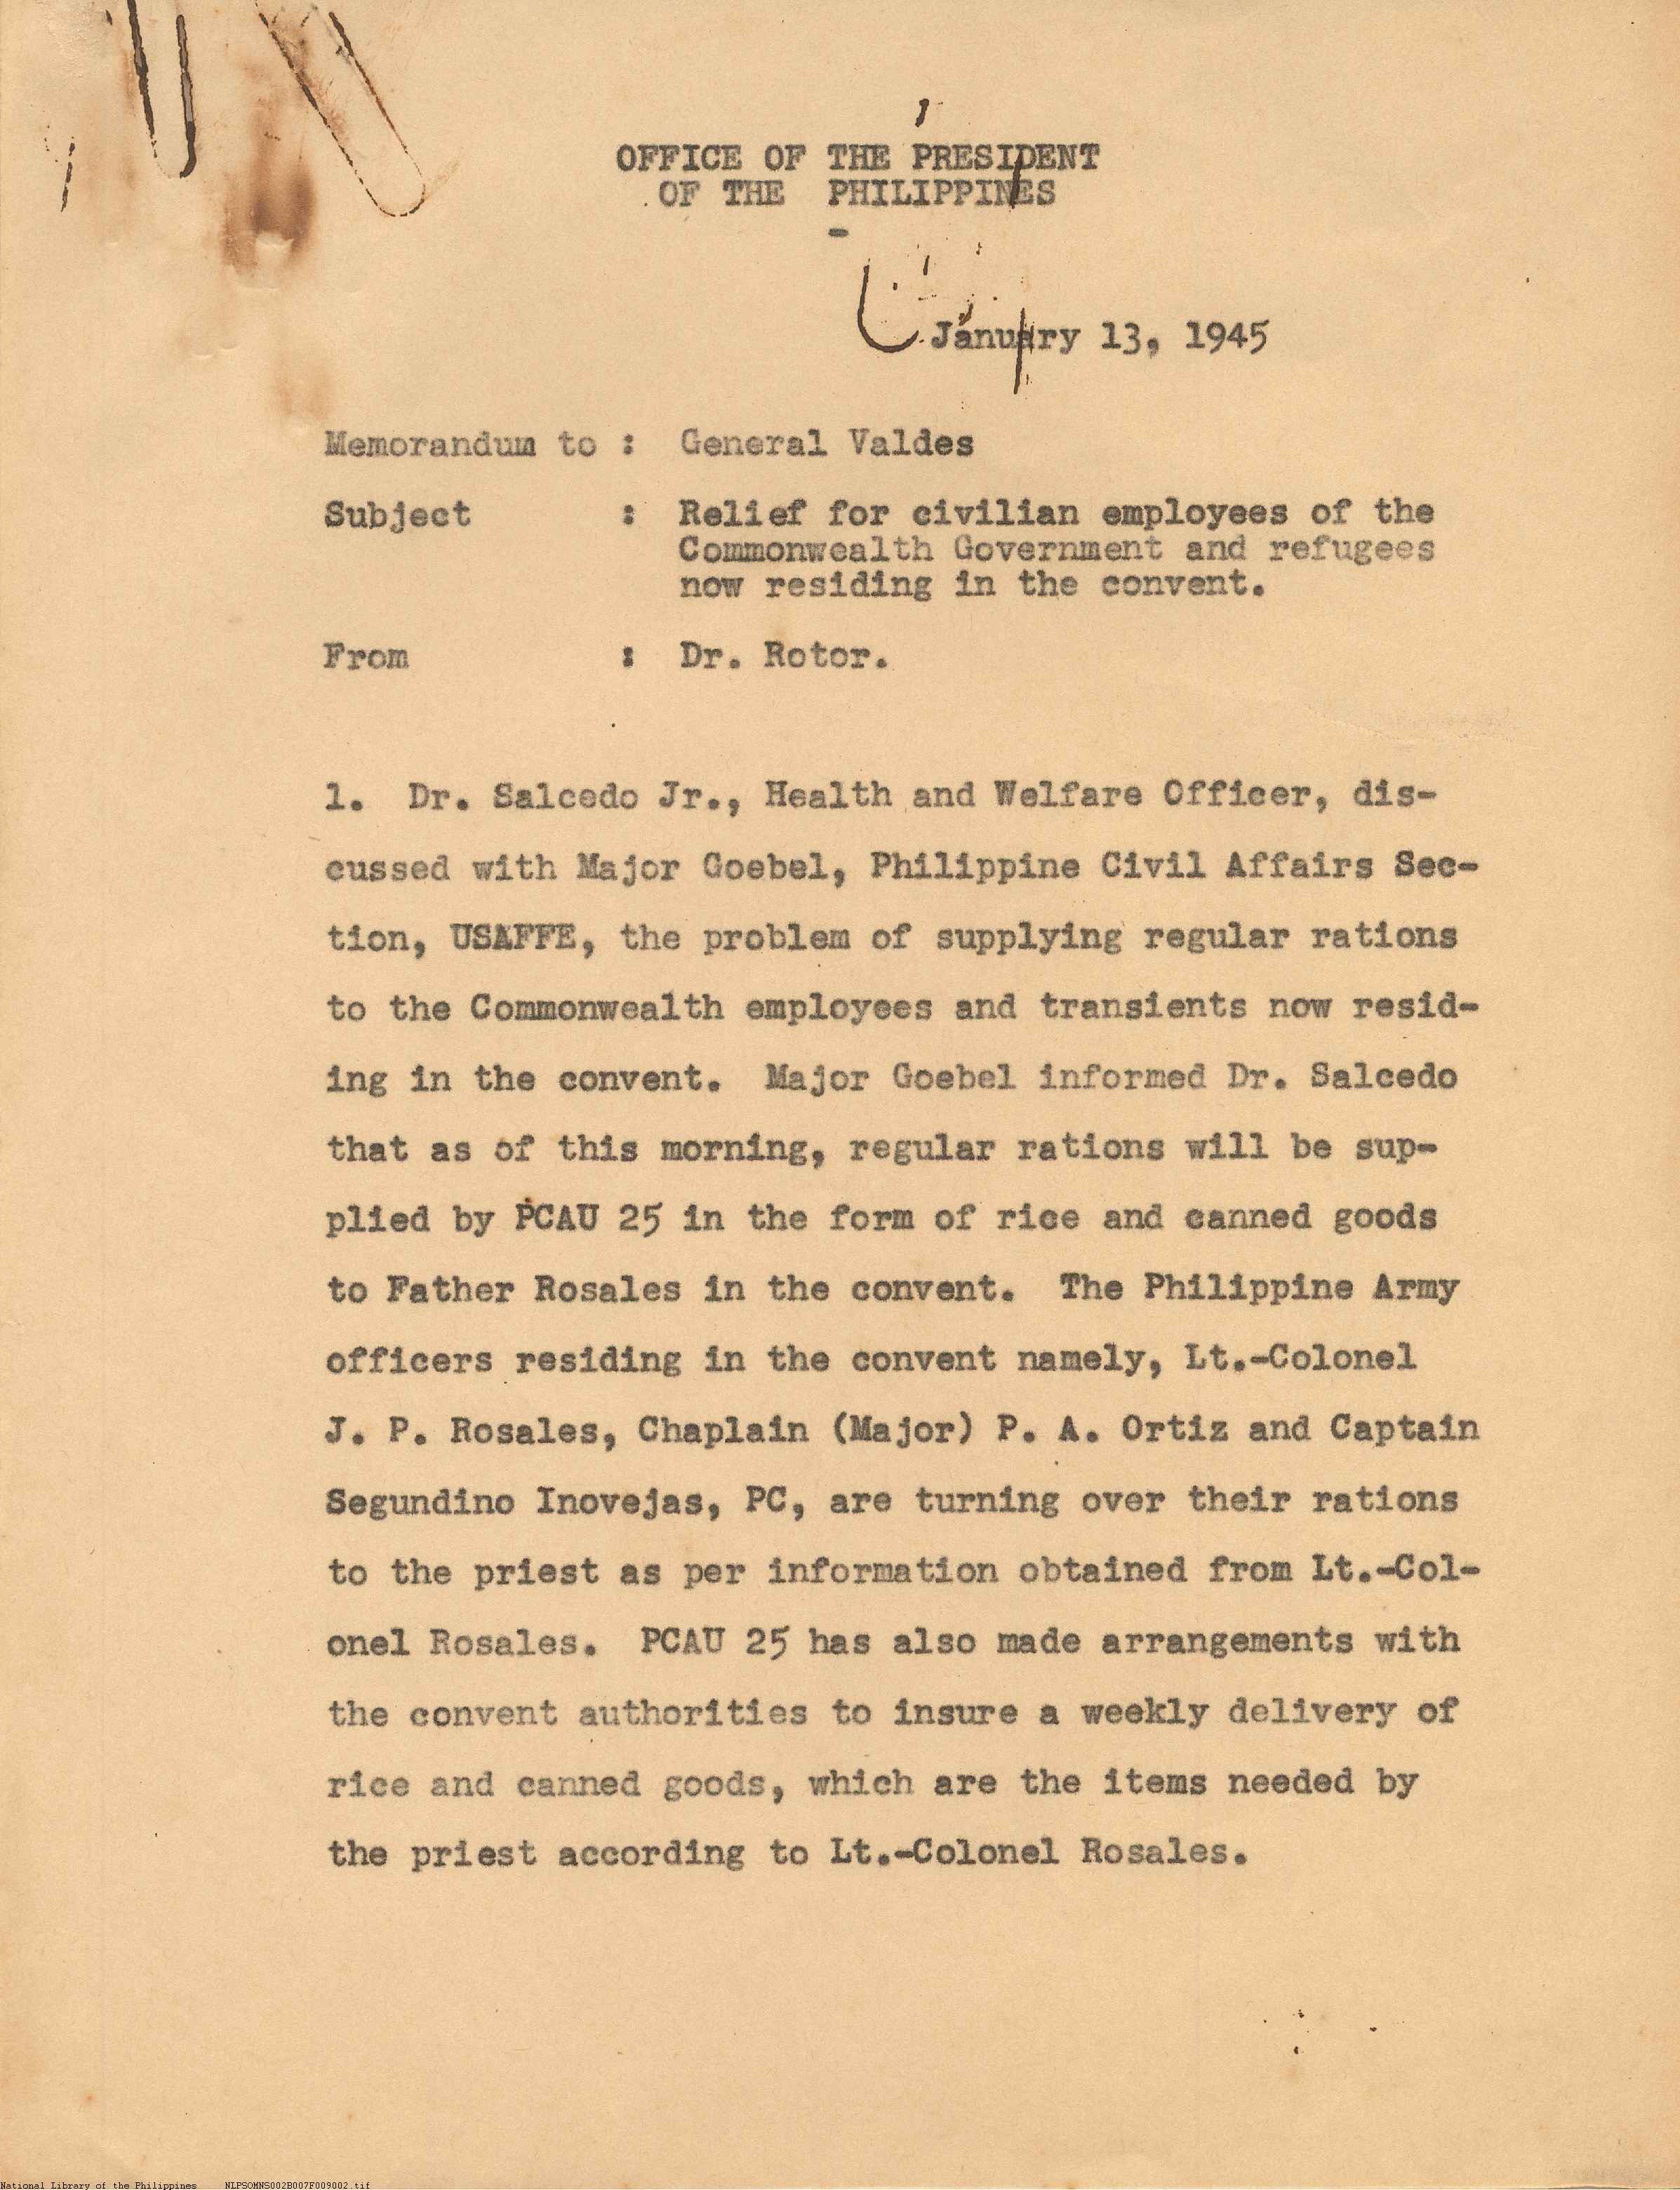 OFFICE OF THE PRESIDENT
OF THE PHILIPPINES
-
January 13, 1945
Memorandum to : General Valdes
Subject : Relief for civilian employees of the
Commonwealth Government and refugees
now residing in the convent.
From : Dr. Rotor.
1. Dr. Salcedo Jr., Health and Welfare Officer, dis-
cussed with Major Goebel, Philippine Civil Affairs Sec-
tion, USAFFE, the problem of supplying regular rations
to the Commonwealth employees and transients now resid-
ing in the convent. Major Goebel informed Dr. Salcedo
that as of this morning, regular rations will be sup-
plied by PCAU 25 in the form of rice and canned goods
to Father Rosales in the convent. The Philippine Army
officers residing in the convent namely, Lt.-Colonel
J. P. Rosales, Chaplain (Major) P. A. Ortiz and Captain
Segundino Inovejas, PC, are turning over their rations
to the priest as per information obtained from Lt.-Col-
onel Rosales. PCAU 25 has also made arrangements with
the convent authorities to insure a weekly delivery of
rice and canned goods, which are the items needed by
the priest according to Lt.-Colonel Rosales.
National Library of the Philippines NLPSOMNS002B007F009002.tif